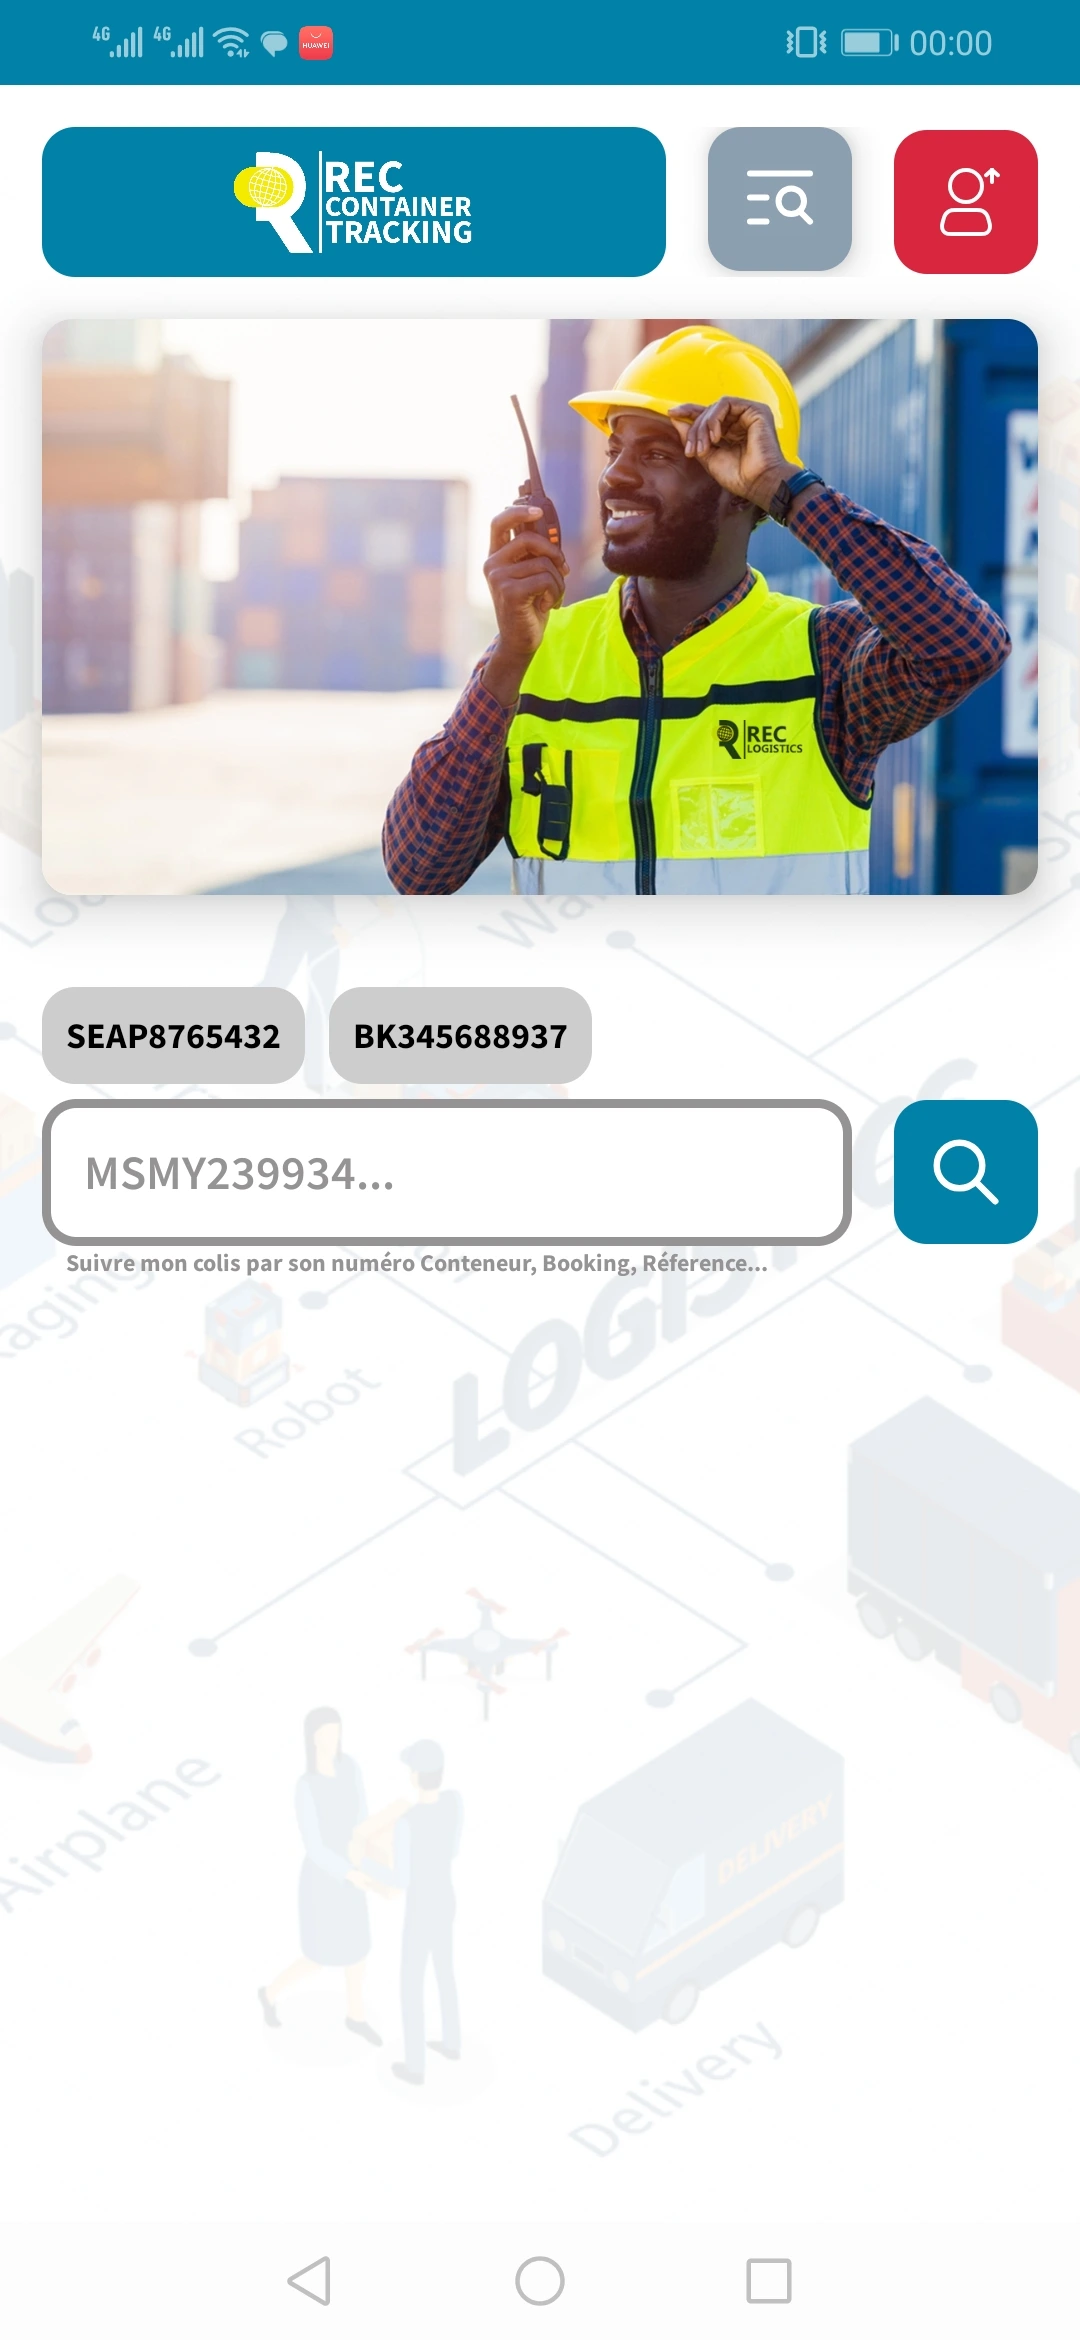 4G 4G HUAWEI 00:00
REC
CONTAINER
TRACKING
REC
LOGISTICS
SEAP8765432 BK345688937
MSMY239934...
Suivre mon colis par son numéro Conteneur, Booking, Réference...
LOGIS
Robot
DELIVERY
Airplane
Delivery